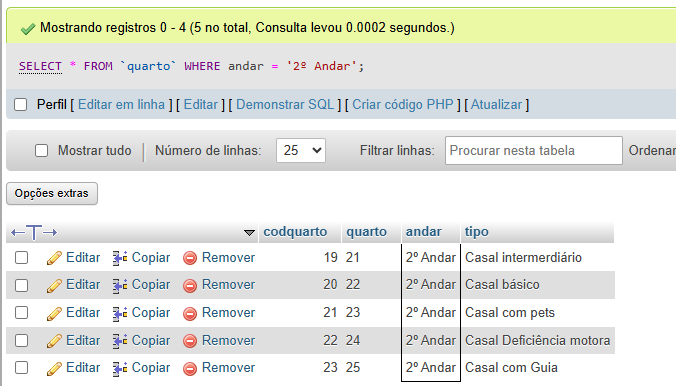 Mostrando registros 0 - 4 (5 no total, Consulta levou 0.0002 segundos.)
SELECT * FROM `quarto` WHERE andar = '2º Andar';
Perfil [ Editar em linha ] [ Editar ] [ Demonstrar SQL ] [ Criar código PHP ] [ Atualizar ]
Mostrar tudo Número de linhas: 25 Filtrar linhas: Procurar nesta tabela Ordenar
Opções extras
←T→ codquarto quarto andar tipo
Editar Copiar Remover 19 21 2º Andar Casal intermerdiário
Editar Copiar Remover 20 22 2º Andar Casal básico
Editar Copiar Remover 21 23 2º Andar Casal com pets
Editar Copiar Remover 22 24 2º Andar Casal Deficiência motora
Editar Copiar Remover 23 25 2º Andar Casal com Guia